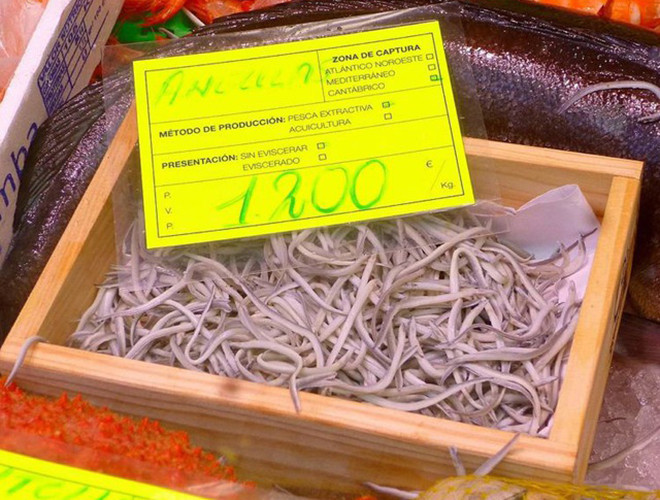 ANGULAS
ZONA DE CAPTURA
ATLÁNTICO NOROESTE
MEDITERRÁNEO
CANTÁBRICO
MÉTODO DE PRODUCCIÓN: PESCA EXTRACTIVA
ACUICULTURA
PRESENTACIÓN: SIN EVISCERAR
EVISCERADO
P.
V.
P.
1.200
€/Kg.